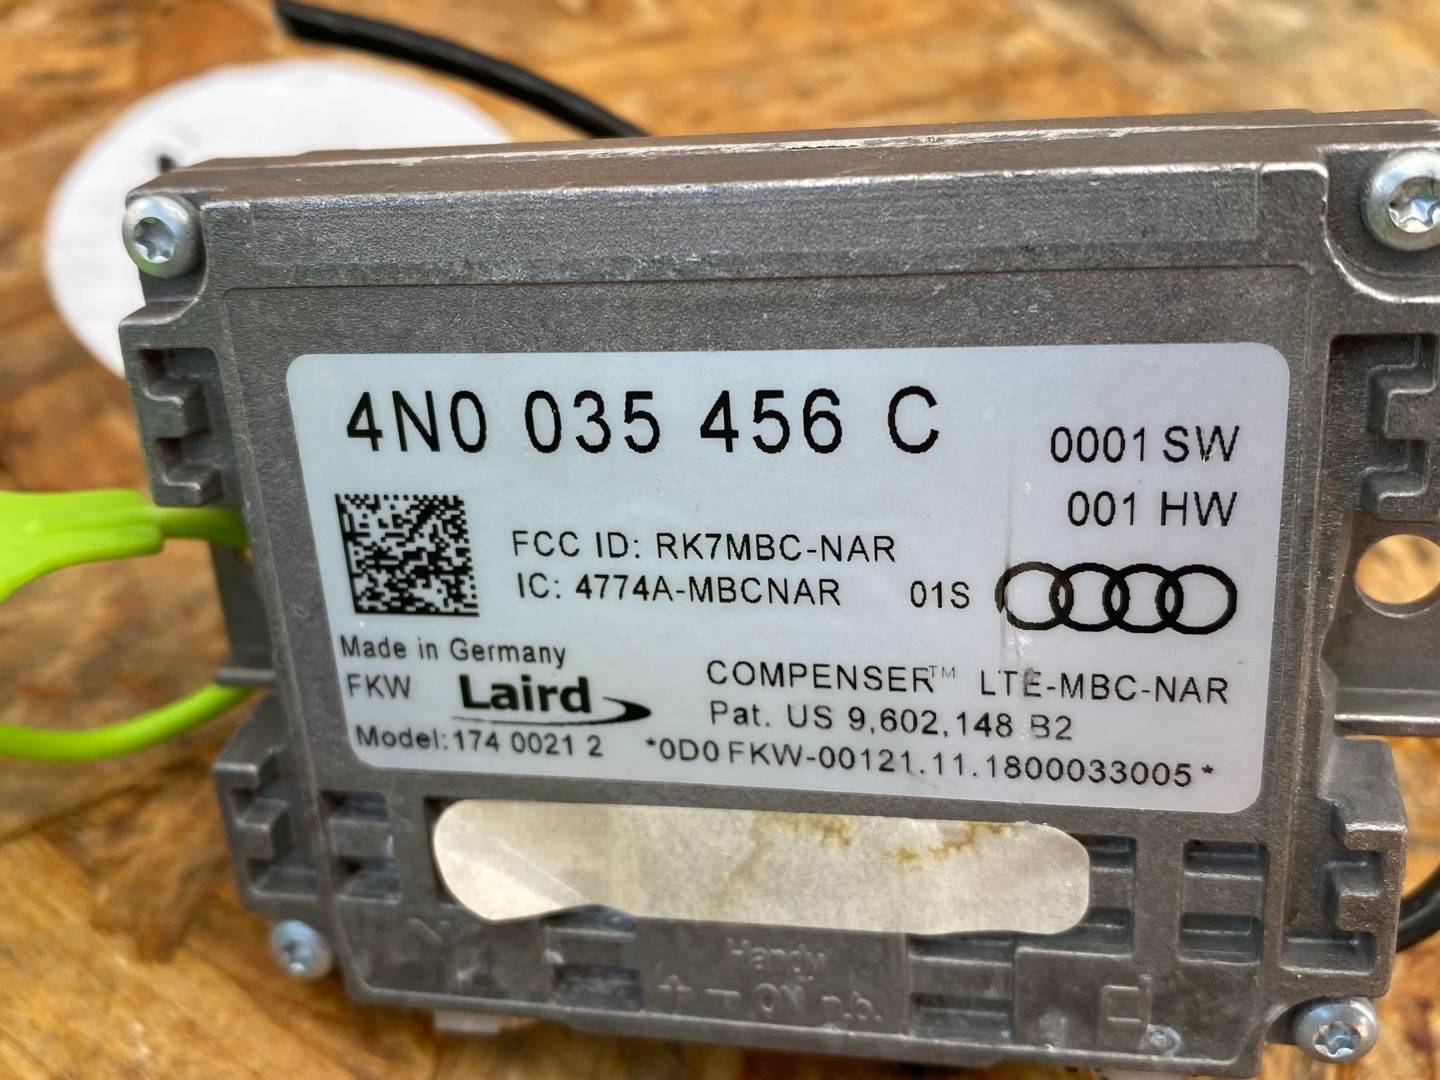 4N0 035 456 C
0001 SW
001 HW
FCC ID: RK7MBC-NAR
IC: 4774A-MBCNAR 01S
Made in Germany
FKW Laird
COMPENSER™ LTE-MBC-NAR
Pat. US 9,602,148 B2
Model:174 0021 2 *0D0 FKW-00121.11.1800033005*
Handy
+ − ON n.b.